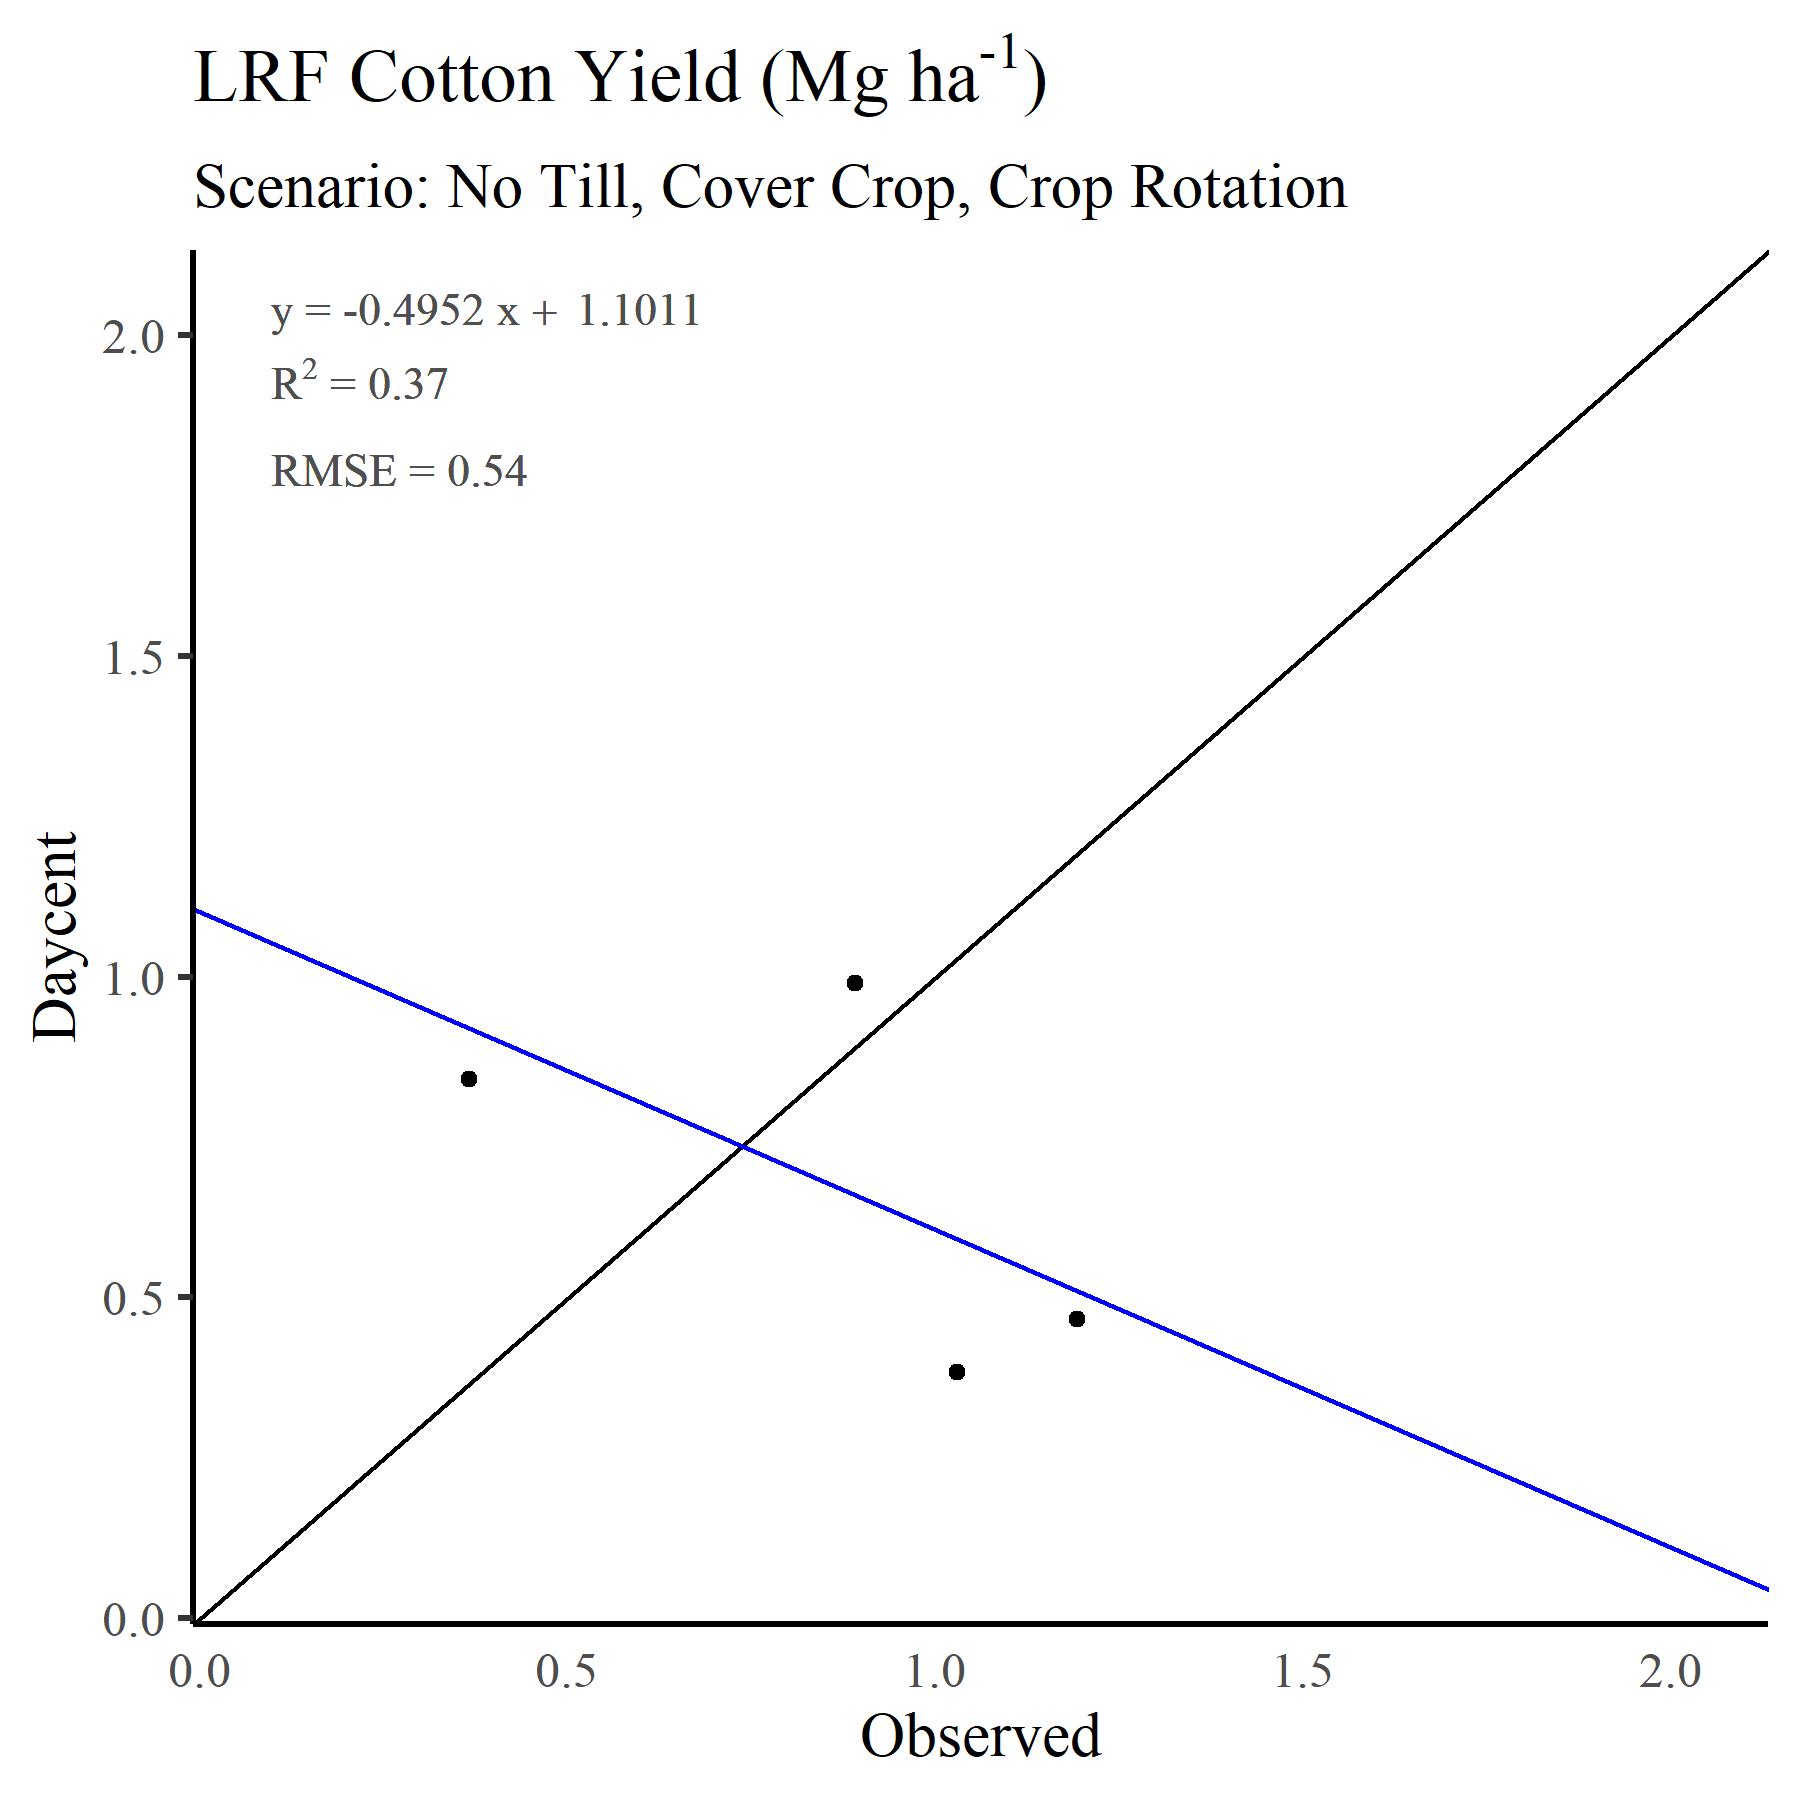 LRF Cotton Yield (Mg ha⁻¹)
Scenario: No Till, Cover Crop, Crop Rotation
y = -0.4952 x + 1.1011
R² = 0.37
RMSE = 0.54
2.0
1.5
1.0
0.5
0.0
Daycent
0.0 0.5 1.0 1.5 2.0
Observed